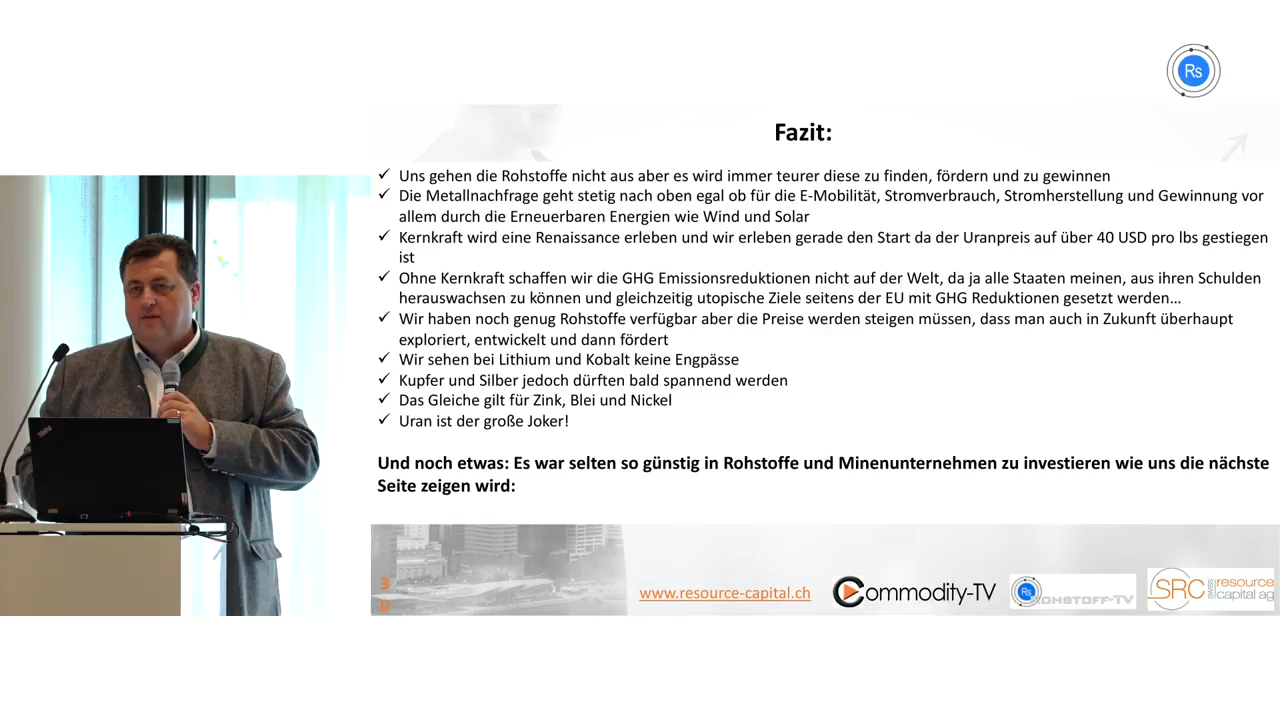 Rs
Fazit:
✓ Uns gehen die Rohstoffe nicht aus aber es wird immer teurer diese zu finden, fördern und zu gewinnen
✓ Die Metallnachfrage geht stetig nach oben egal ob für die E-Mobilität, Stromverbrauch, Stromherstellung und Gewinnung vor
allem durch die Erneuerbaren Energien wie Wind und Solar
✓ Kernkraft wird eine Renaissance erleben und wir erleben gerade den Start da der Uranpreis auf über 40 USD pro lbs gestiegen
ist
✓ Ohne Kernkraft schaffen wir die GHG Emissionsreduktionen nicht auf der Welt, da ja alle Staaten meinen, aus ihren Schulden
herauswachsen zu können und gleichzeitig utopische Ziele seitens der EU mit GHG Reduktionen gesetzt werden…
✓ Wir haben noch genug Rohstoffe verfügbar aber die Preise werden steigen müssen, dass man auch in Zukunft überhaupt
exploriert, entwickelt und dann fördert
✓ Wir sehen bei Lithium und Kobalt keine Engpässe
✓ Kupfer und Silber jedoch dürften bald spannend werden
✓ Das Gleiche gilt für Zink, Blei und Nickel
✓ Uran ist der große Joker!
Und noch etwas: Es war selten so günstig in Rohstoffe und Minenunternehmen zu investieren wie uns die nächste
Seite zeigen wird:
3
0
www.resource-capital.ch
Commodity-TV
Rs ROHSTOFF-TV
SRC swiss resource
capital ag
ThinkPad